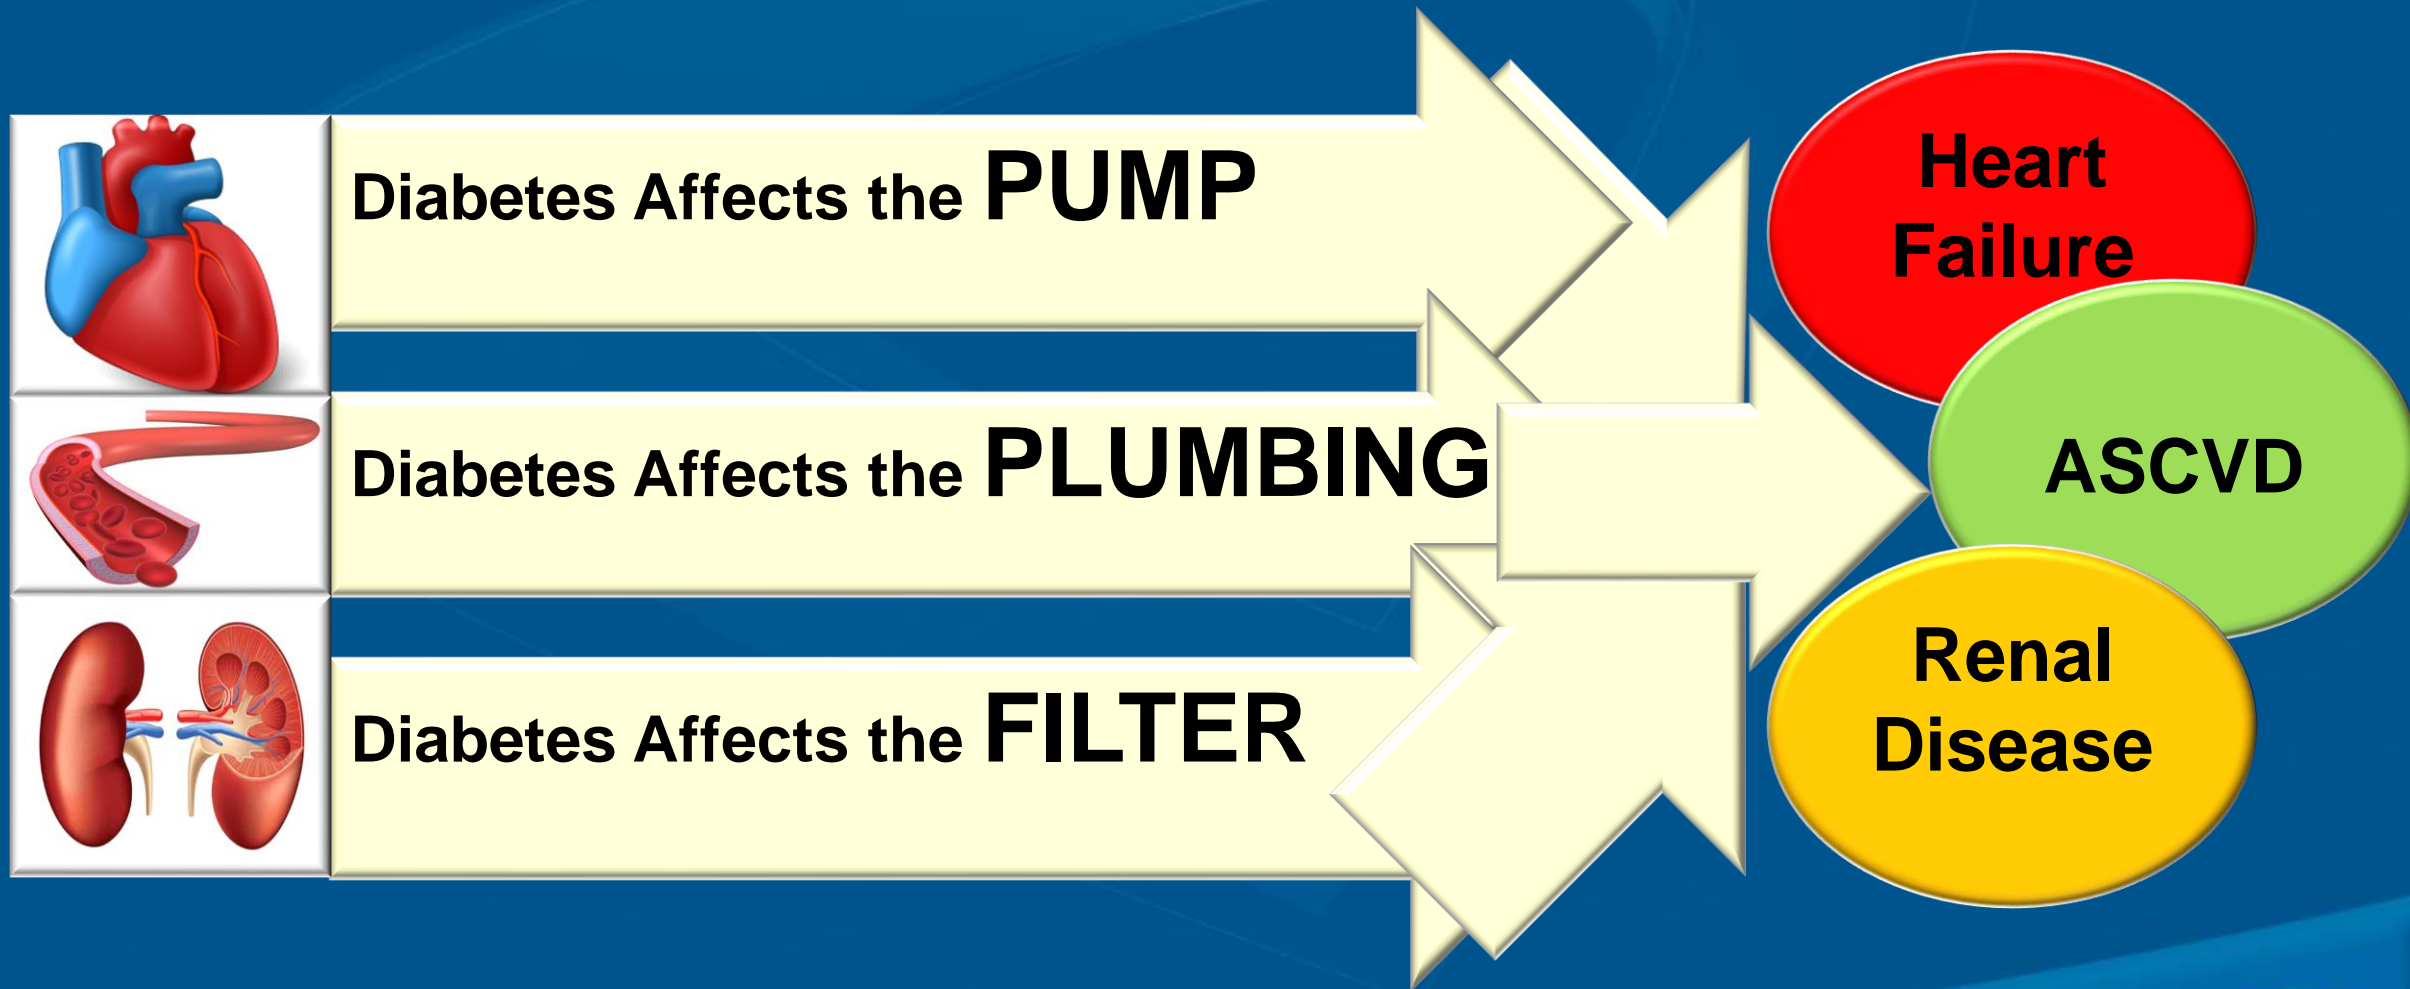 Diabetes Affects the PUMP
Diabetes Affects the PLUMBING
Diabetes Affects the FILTER
Heart
Failure
ASCVD
Renal
Disease